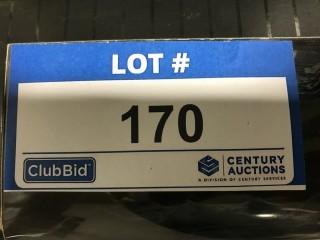 LOT #
170
ClubBid
CENTURY
AUCTIONS
A DIVISION OF CENTURY SERVICES